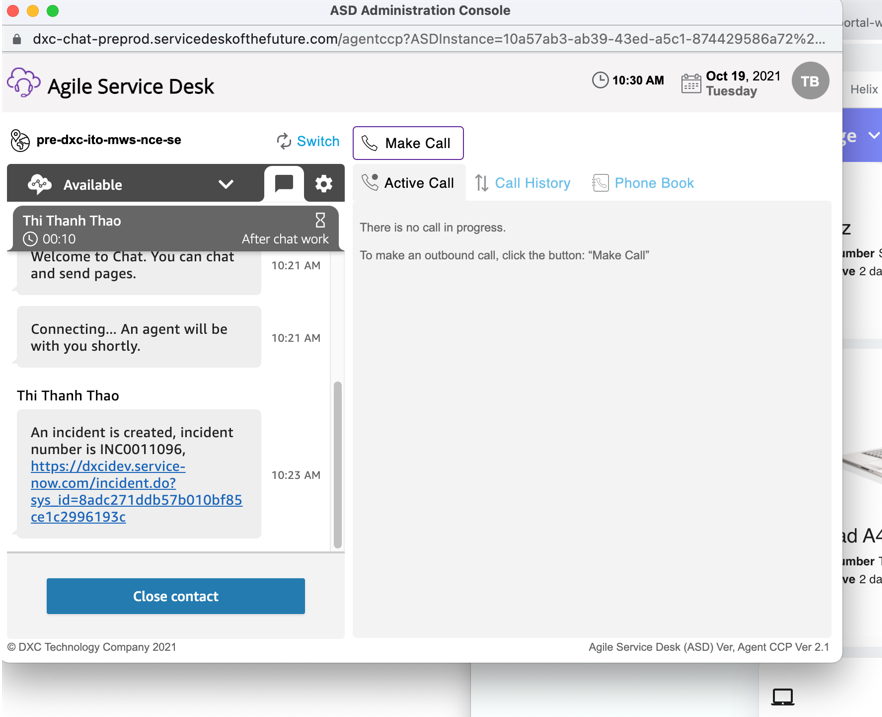 ASD Administration Console
dxc-chat-preprod.servicedeskofthefuture.com/agentccp?ASDInstance=10a57ab3-ab39-43ed-a5c1-874429586a72%2...
Agile Service Desk
10:30 AM
Oct 19, 2021
Tuesday
TB
pre-dxc-ito-mws-nce-se
Switch
Make Call
Available
Active Call
Call History
Phone Book
Thi Thanh Thao
00:10
After chat work
There is no call in progress.
To make an outbound call, click the button: “Make Call”
Welcome to Chat. You can chat
and send pages.
10:21 AM
Connecting... An agent will be
with you shortly.
10:21 AM
Thi Thanh Thao
An incident is created, incident
number is INC0011096,
https://dxcidev.service-
now.com/incident.do?
sys_id=8adc271ddb57b010bf85
ce1c2996193c
10:23 AM
Close contact
© DXC Technology Company 2021
Agile Service Desk (ASD) Ver, Agent CCP Ver 2.1
ortal-w
Helix
ge
z
umber S
ve 2 da
ad A4
umber T
ve 2 da